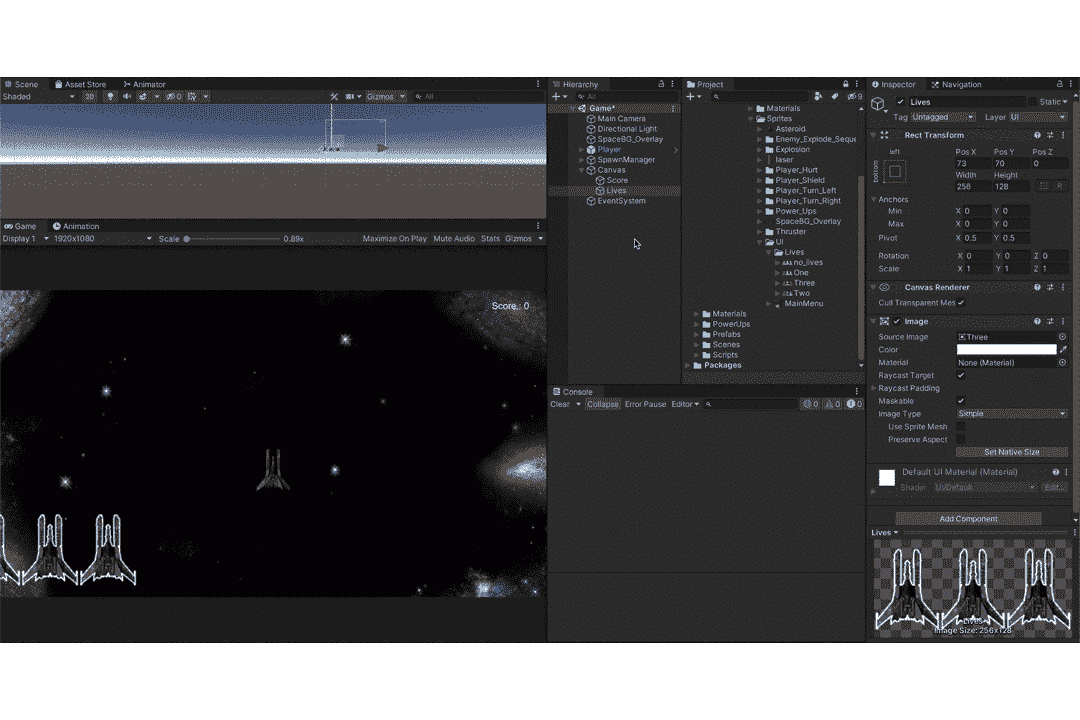 Scene Asset Store Animator
Shaded 2D 0 Gizmos All
Game Animation
Display 1 1920x1080 Scale 0.89x Maximize On Play Mute Audio Stats Gizmos
Score : 0
Hierarchy
All
Game*
Main Camera
Directional Light
SpaceBG_Overlay
Player
SpawnManager
Canvas
Score
Lives
EventSystem
Project
9
Materials
Sprites
Asteroid
Enemy_Explode_Seque
Explosion
laser
Player_Hurt
Player_Shield
Player_Turn_Left
Player_Turn_Right
Power_Ups
SpaceBG_Overlay
Thruster
UI
Lives
no_lives
One
Three
Two
MainMenu
Materials
PowerUps
Prefabs
Scenes
Scripts
Packages
Console
Clear Collapse Error Pause Editor 0 0 0
Inspector Navigation
Lives Static
Tag Untagged Layer UI
Rect Transform
left
bottom
Pos X Pos Y Pos Z
73 70 0
Width Height
256 128
R
Anchors
Min X 0 Y 0
Max X 0 Y 0
Pivot X 0.5 Y 0.5
Rotation X 0 Y 0 Z 0
Scale X 1 Y 1 Z 1
Canvas Renderer
Cull Transparent Mes
Image
Source Image Three
Color
Material None (Material)
Raycast Target
Raycast Padding
Maskable
Image Type Simple
Use Sprite Mesh
Preserve Aspect
Set Native Size
Default UI Material (Material)
Shader UI/Default Edit...
Add Component
Lives
Lives
Image Size: 256x128